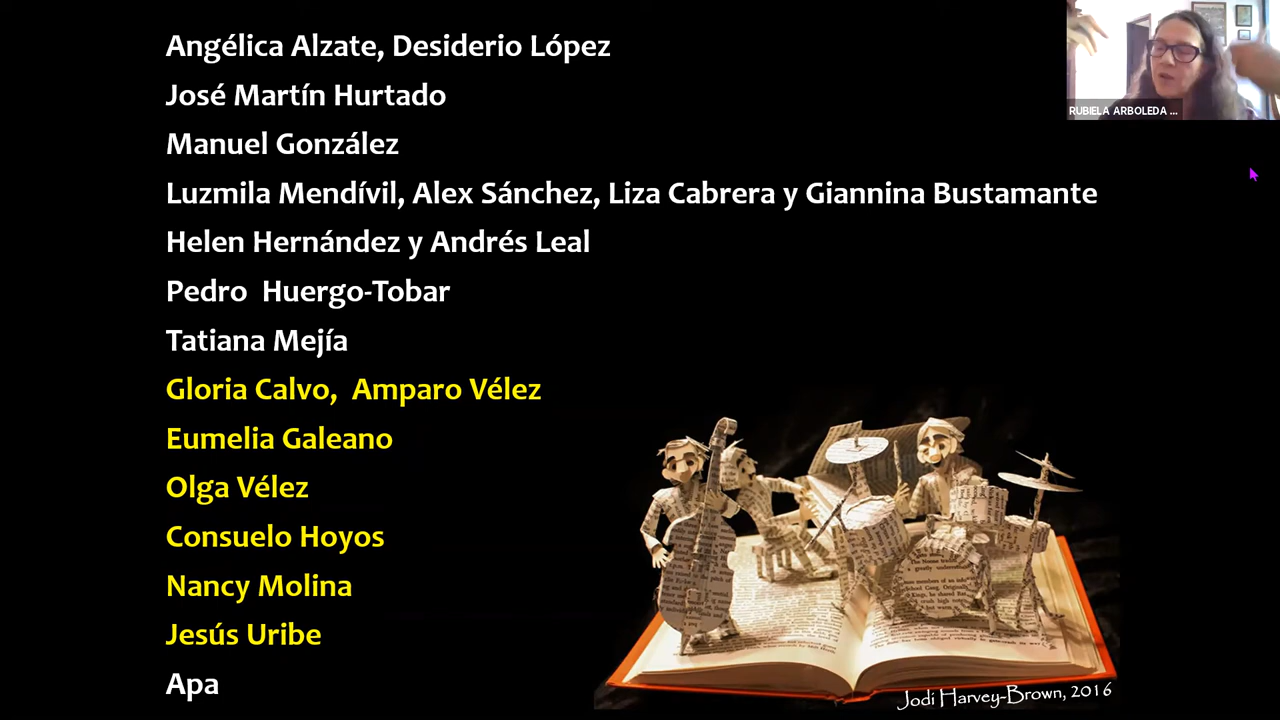 Angélica Alzate, Desiderio López
José Martín Hurtado
Manuel González
Luzmila Mendívil, Alex Sánchez, Liza Cabrera y Giannina Bustamante
Helen Hernández y Andrés Leal
Pedro Huergo-Tobar
Tatiana Mejía
Gloria Calvo, Amparo Vélez
Eumelia Galeano
Olga Vélez
Consuelo Hoyos
Nancy Molina
Jesús Uribe
Apa
RUBIELA ARBOLEDA ...
Jodi Harvey-Brown, 2016